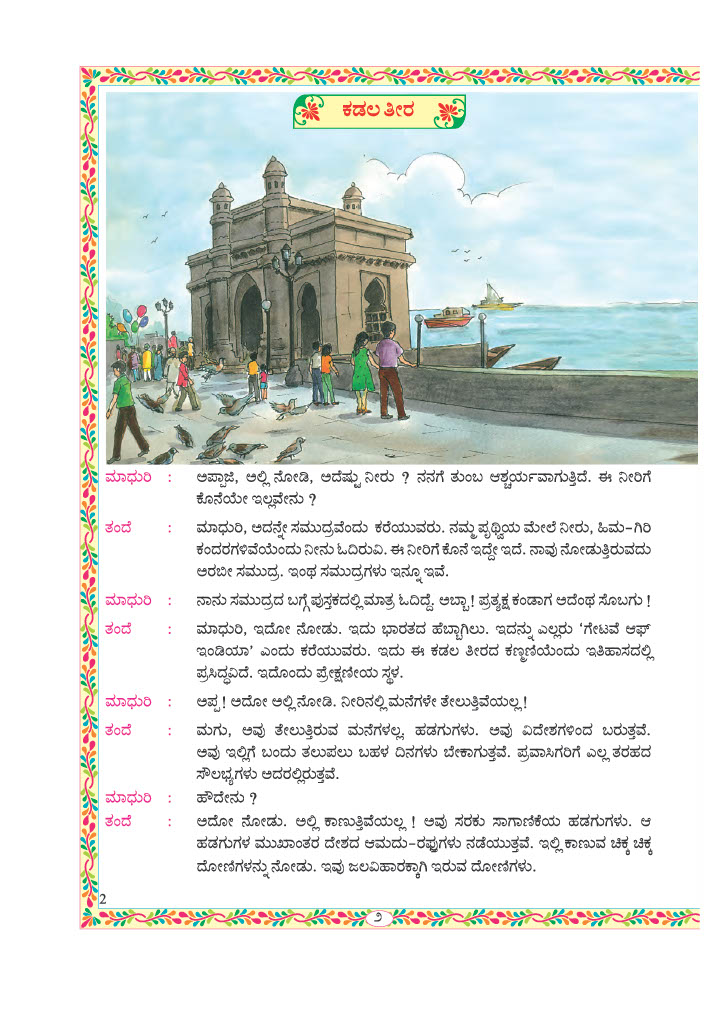 ಕಡಲ ತೀರ
ಮಾಧುರಿ : ಅಪ್ಪಾಜಿ, ಅಲ್ಲಿ ನೋಡಿ, ಅದೆಷ್ಟು ನೀರು ? ನನಗೆ ತುಂಬ ಆಶ್ಚರ್ಯವಾಗುತ್ತಿದೆ. ಈ ನೀರಿಗೆ
ಕೊನೆಯೇ ಇಲ್ಲವೇನು ?
ತಂದೆ : ಮಾಧುರಿ, ಅದನ್ನೇ ಸಮುದ್ರವೆಂದು ಕರೆಯುವರು. ನಮ್ಮ ಪೃಥ್ವಿಯ ಮೇಲೆ ನೀರು, ಹಿಮ-ಗಿರಿ
ಕಂದರಗಳಿವೆಯೆಂದು ನೀನು ಓದಿರುವಿ. ಈ ನೀರಿಗೆ ಕೊನೆ ಇದ್ದೇ ಇದೆ. ನಾವು ನೋಡುತ್ತಿರುವದು
ಅರಬೀ ಸಮುದ್ರ. ಇಂಥ ಸಮುದ್ರಗಳು ಇನ್ನೂ ಇವೆ.
ಮಾಧುರಿ : ನಾನು ಸಮುದ್ರದ ಬಗ್ಗೆ ಪುಸ್ತಕದಲ್ಲಿ ಮಾತ್ರ ಓದಿದ್ದೆ. ಅಬ್ಬಾ ! ಪ್ರತ್ಯಕ್ಷ ಕಂಡಾಗ ಅದೆಂಥ ಸೊಬಗು !
ತಂದೆ : ಮಾಧುರಿ, ಇದೋ ನೋಡು. ಇದು ಭಾರತದ ಹೆಬ್ಬಾಗಿಲು. ಇದನ್ನು ಎಲ್ಲರು ‘ಗೇಟವೆ ಆಫ್
ಇಂಡಿಯಾ’ ಎಂದು ಕರೆಯುವರು. ಇದು ಈ ಕಡಲ ತೀರದ ಕಣ್ಮಣಿಯೆಂದು ಇತಿಹಾಸದಲ್ಲಿ
ಪ್ರಸಿದ್ಧವಿದೆ. ಇದೊಂದು ಪ್ರೇಕ್ಷಣೀಯ ಸ್ಥಳ.
ಮಾಧುರಿ : ಅಪ್ಪ ! ಅದೋ ಅಲ್ಲಿ ನೋಡಿ. ನೀರಿನಲ್ಲಿ ಮನೆಗಳೇ ತೇಲುತ್ತಿವೆಯಲ್ಲ !
ತಂದೆ : ಮಗು, ಅವು ತೇಲುತ್ತಿರುವ ಮನೆಗಳಲ್ಲ. ಹಡಗುಗಳು. ಅವು ವಿದೇಶಗಳಿಂದ ಬರುತ್ತವೆ.
ಅವು ಇಲ್ಲಿಗೆ ಬಂದು ತಲುಪಲು ಬಹಳ ದಿನಗಳು ಬೇಕಾಗುತ್ತವೆ. ಪ್ರವಾಸಿಗರಿಗೆ ಎಲ್ಲ ತರಹದ
ಸೌಲಭ್ಯಗಳು ಅದರಲ್ಲಿರುತ್ತವೆ.
ಮಾಧುರಿ : ಹೌದೇನು ?
ತಂದೆ : ಅದೋ ನೋಡು. ಅಲ್ಲಿ ಕಾಣುತ್ತಿವೆಯಲ್ಲ ! ಅವು ಸರಕು ಸಾಗಾಣಿಕೆಯ ಹಡಗುಗಳು. ಆ
ಹಡಗುಗಳ ಮುಖಾಂತರ ದೇಶದ ಆಮದು-ರಫ್ತುಗಳು ನಡೆಯುತ್ತವೆ. ಇಲ್ಲಿ ಕಾಣುವ ಚಿಕ್ಕ ಚಿಕ್ಕ
ದೋಣಿಗಳನ್ನು ನೋಡು. ಇವು ಜಲವಿಹಾರಕ್ಕಾಗಿ ಇರುವ ದೋಣಿಗಳು.
2
೨